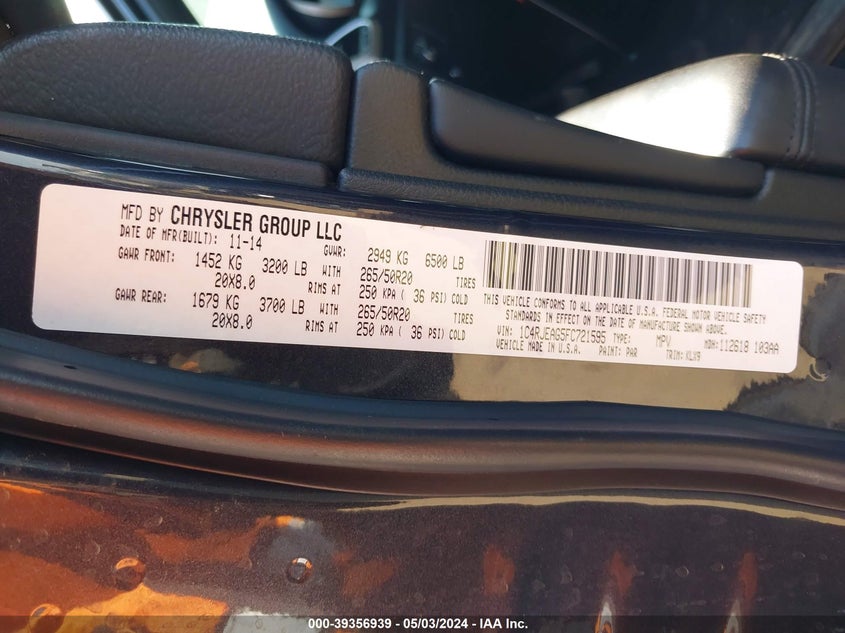 MFD BY CHRYSLER GROUP LLC
DATE OF MFR(BUILT): 11-14 GVWR: 2949 KG 6500 LB
GAWR FRONT: 1452 KG 3200 LB WITH 265/50R20 TIRES
20X8.0 RIMS AT 250 KPA ( 36 PSI) COLD
GAWR REAR: 1679 KG 3700 LB WITH 265/50R20 TIRES
20X8.0 RIMS AT 250 KPA ( 36 PSI) COLD
THIS VEHICLE CONFORMS TO ALL APPLICABLE U.S.A. FEDERAL MOTOR VEHICLE SAFETY
STANDARDS IN EFFECT ON THE DATE OF MANUFACTURE SHOWN ABOVE.
VIN: 1C4RJEAG5FC721595 TYPE: MPV MDH: 112618 103AA
VEHICLE MADE IN U.S.A. PAINT: PAR TRIM: KLX9
000-39356939 / 05/03/2024 - IAA Inc.